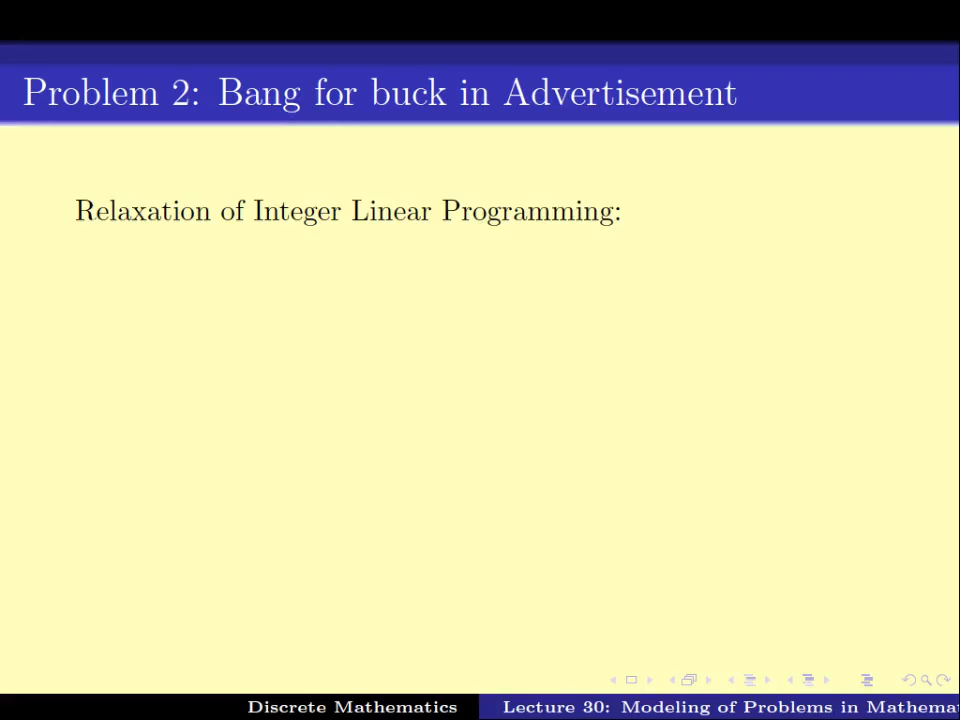 Problem 2: Bang for buck in Advertisement
Relaxation of Integer Linear Programming:
Discrete Mathematics
Lecture 30: Modeling of Problems in Mathemat